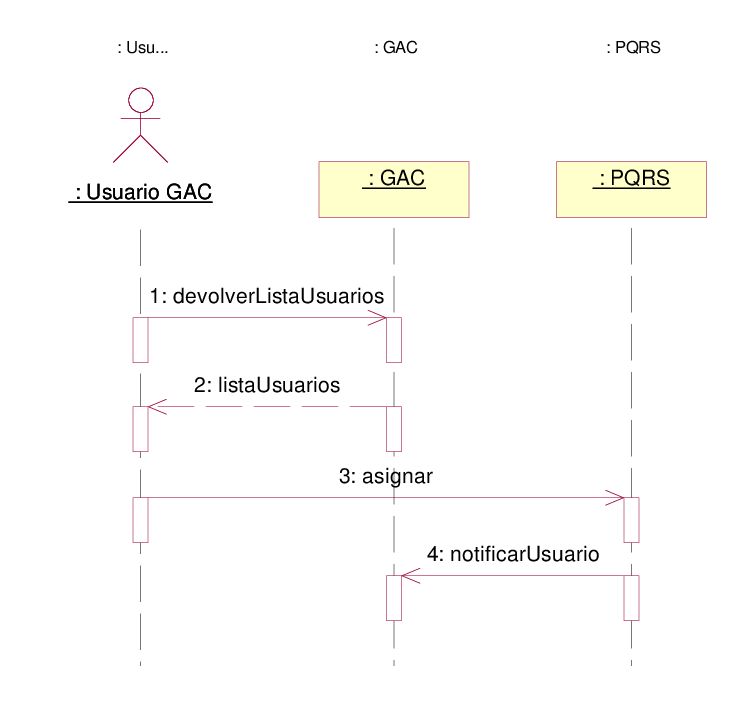 : Usu...
: GAC
: PQRS
: Usuario GAC
: GAC
: PQRS
1: devolverListaUsuarios
2: listaUsuarios
3: asignar
4: notificarUsuario